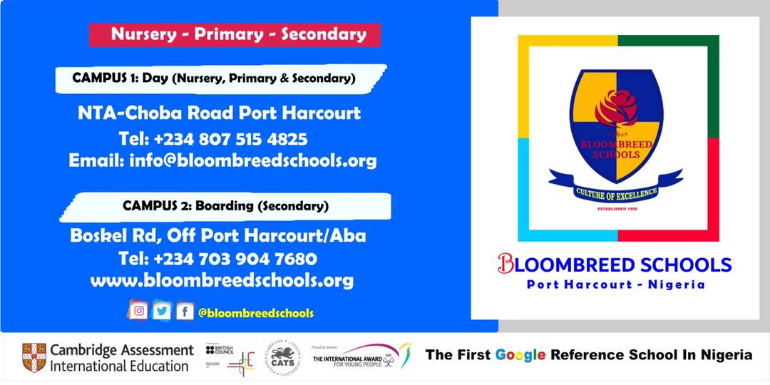 Nursery - Primary - Secondary
CAMPUS 1: Day (Nursery, Primary & Secondary)
NTA-Choba Road Port Harcourt
Tel: +234 807 515 4825
Email: info@bloombreedschools.org
CAMPUS 2: Boarding (Secondary)
Boskel Rd, Off Port Harcourt/Aba
Tel: +234 703 904 7680
www.bloombreedschools.org
@bloombreedschools
BLOOMBREED
SCHOOLS
CULTURE OF EXCELLENCE
BLOOMBREED SCHOOLS
Port Harcourt - Nigeria
Cambridge Assessment
International Education
BRITISH
COUNCIL
CATS
THE INTERNATIONAL AWARD
FOR YOUNG PEOPLE
The First Google Reference School In Nigeria